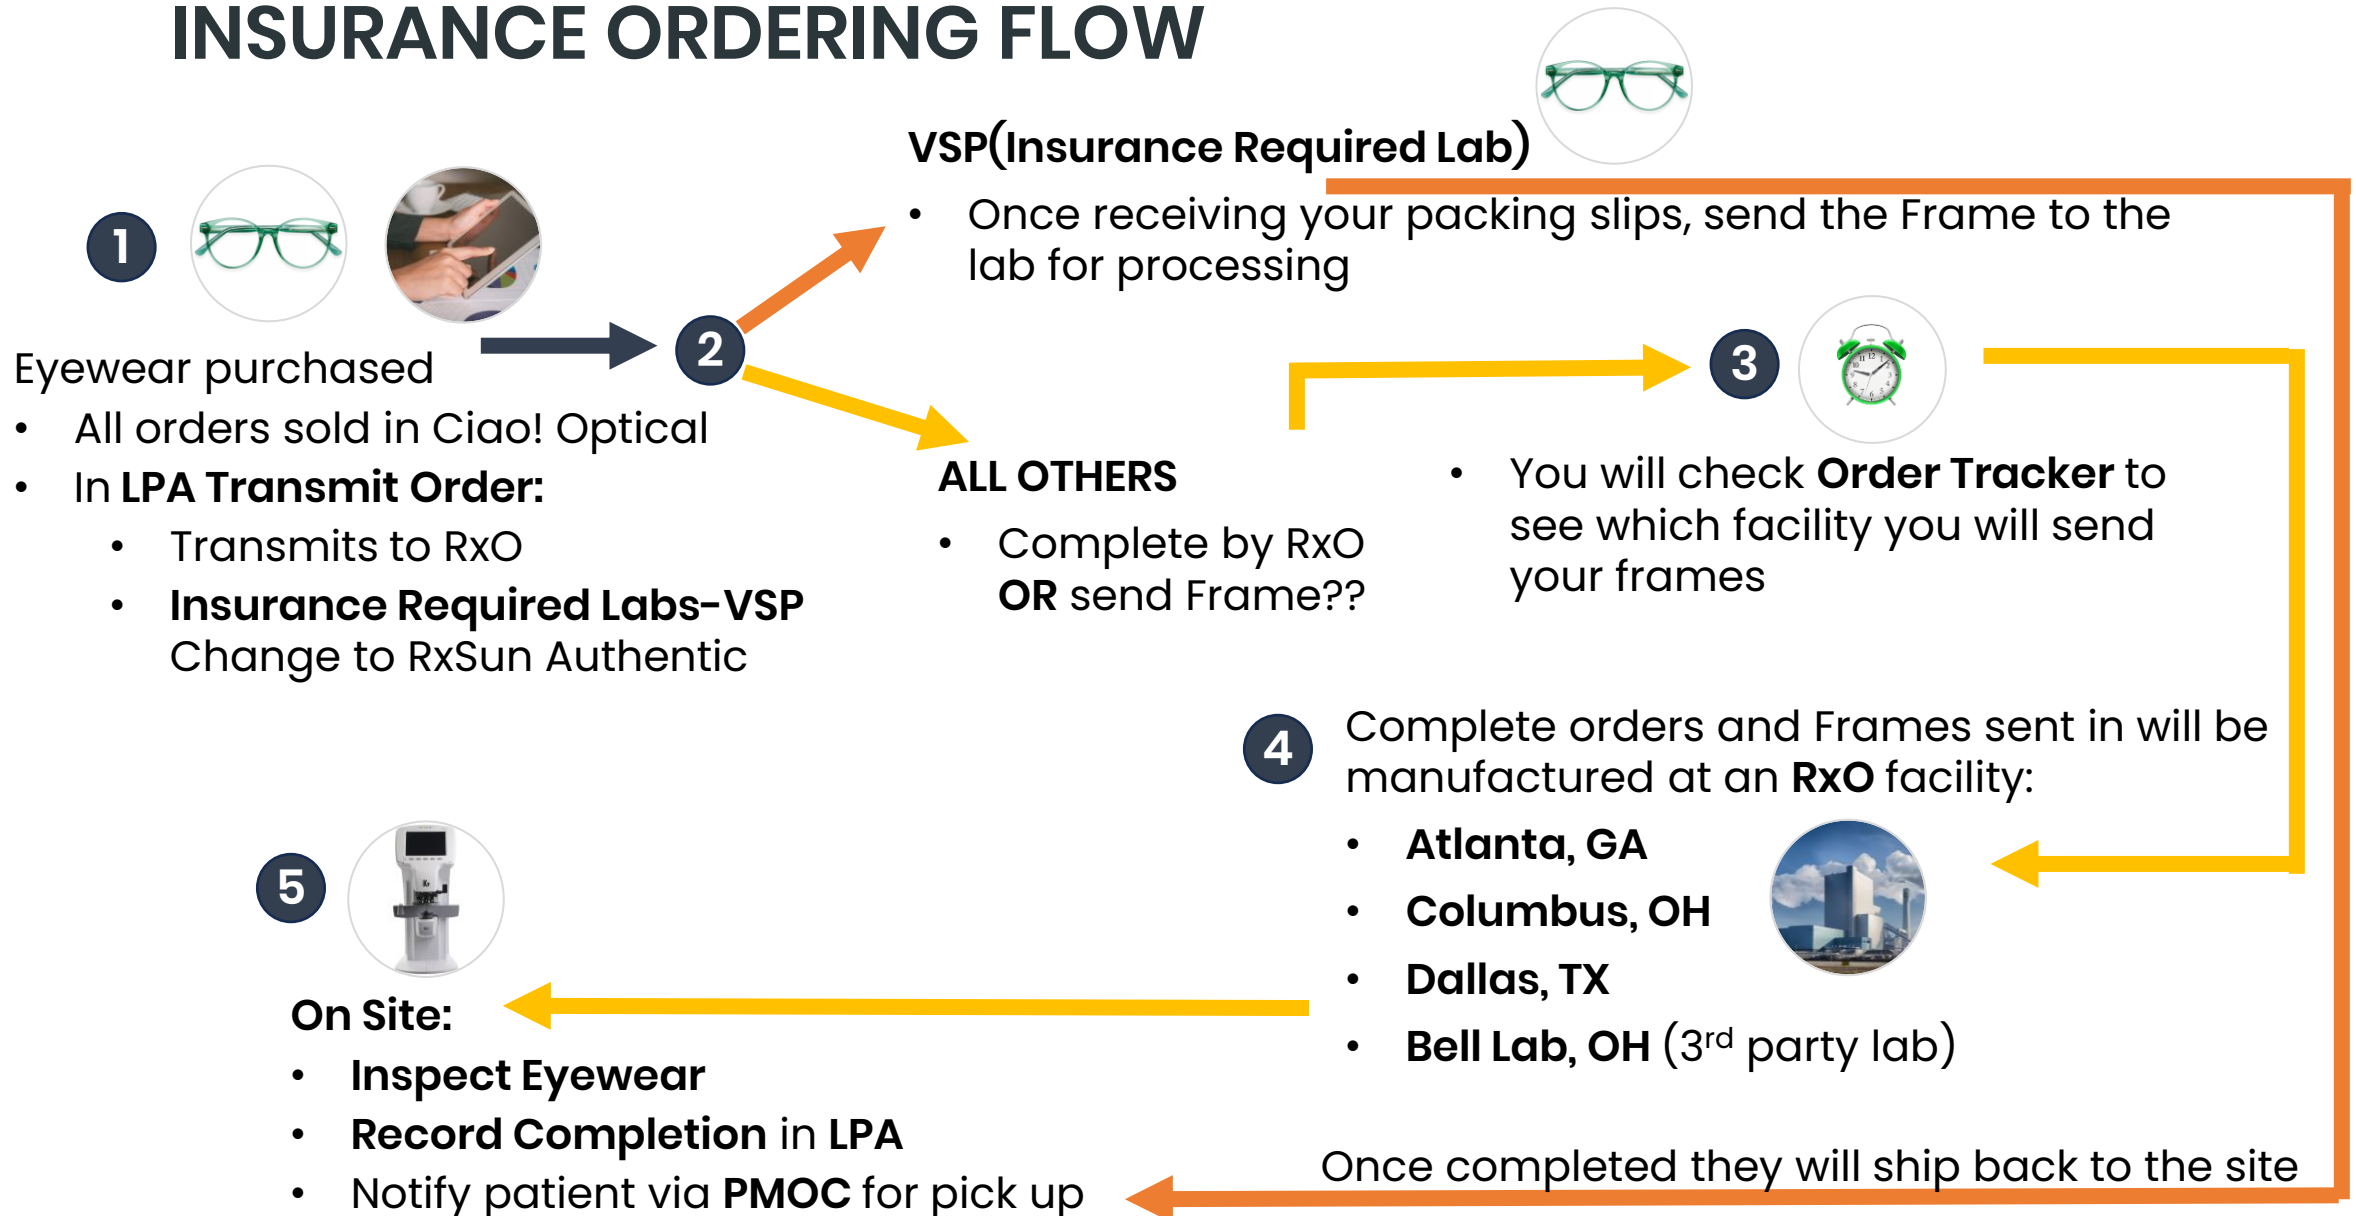 INSURANCE ORDERING FLOW
1
Eyewear purchased
• All orders sold in Ciao! Optical
• In LPA Transmit Order:
• Transmits to RxO
• Insurance Required Labs-VSP
Change to RxSun Authentic
2
VSP(Insurance Required Lab)
• Once receiving your packing slips, send the Frame to the
lab for processing
ALL OTHERS
• Complete by RxO
OR send Frame??
3
• You will check Order Tracker to
see which facility you will send
your frames
4
Complete orders and Frames sent in will be
manufactured at an RxO facility:
• Atlanta, GA
• Columbus, OH
• Dallas, TX
• Bell Lab, OH (3rd party lab)
5
On Site:
• Inspect Eyewear
• Record Completion in LPA
• Notify patient via PMOC for pick up
Once completed they will ship back to the site